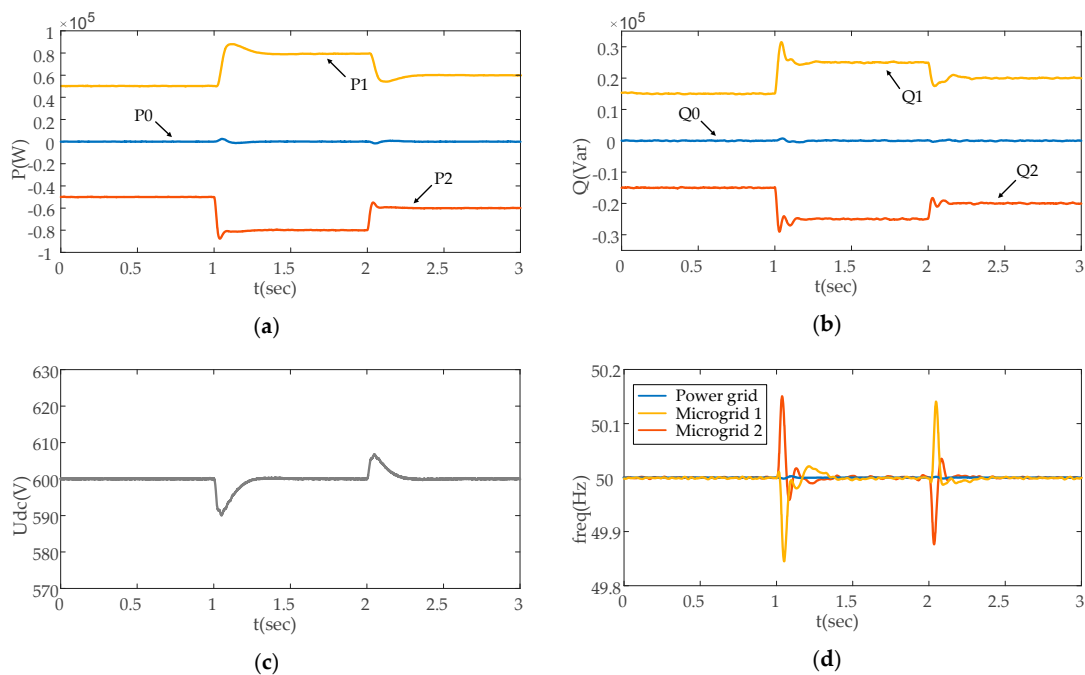 ×10⁵
P(W)
1
0.8
0.6
0.4
0.2
0
-0.2
-0.4
-0.6
-0.8
-1
P1
P0
P2
0 0.5 1 1.5 2 2.5 3
t(sec)
(a)
×10⁵
Q(Var)
0.3
0.2
0.1
0
-0.1
-0.2
-0.3
Q1
Q0
Q2
0 0.5 1 1.5 2 2.5 3
t(sec)
(b)
Udc(V)
630
620
610
600
590
580
570
0 0.5 1 1.5 2 2.5 3
t(sec)
(c)
freq(Hz)
50.2
50.1
50
49.9
49.8
Power grid
Microgrid 1
Microgrid 2
0 0.5 1 1.5 2 2.5 3
t(sec)
(d)